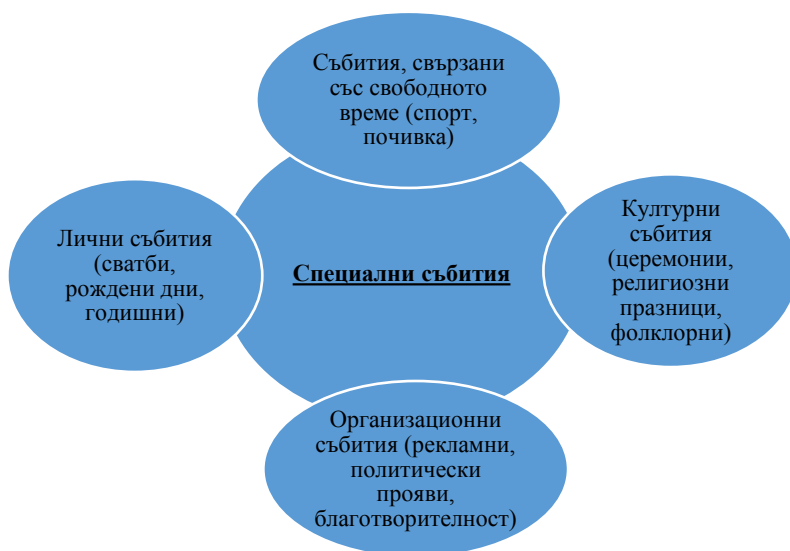 Събития, свързани
със свободното
време (спорт,
почивка)
Лични събития
(сватби,
рождени дни,
годишни)
Специални събития
Културни
събития
(церемонии,
религиозни
празници,
фолклорни)
Организационни
събития (рекламни,
политически
прояви,
благотворителност)